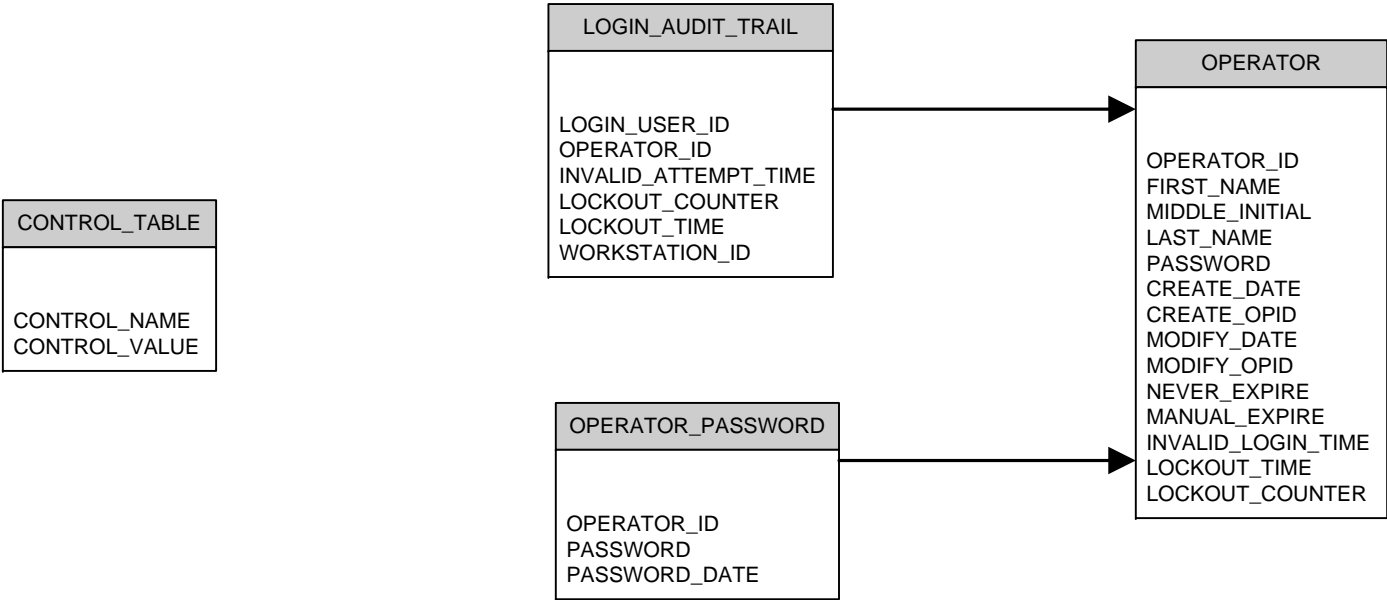 LOGIN_AUDIT_TRAIL
LOGIN_USER_ID
OPERATOR_ID
INVALID_ATTEMPT_TIME
LOCKOUT_COUNTER
LOCKOUT_TIME
WORKSTATION_ID
OPERATOR
OPERATOR_ID
FIRST_NAME
MIDDLE_INITIAL
LAST_NAME
PASSWORD
CREATE_DATE
CREATE_OPID
MODIFY_DATE
MODIFY_OPID
NEVER_EXPIRE
MANUAL_EXPIRE
INVALID_LOGIN_TIME
LOCKOUT_TIME
LOCKOUT_COUNTER
CONTROL_TABLE
CONTROL_NAME
CONTROL_VALUE
OPERATOR_PASSWORD
OPERATOR_ID
PASSWORD
PASSWORD_DATE